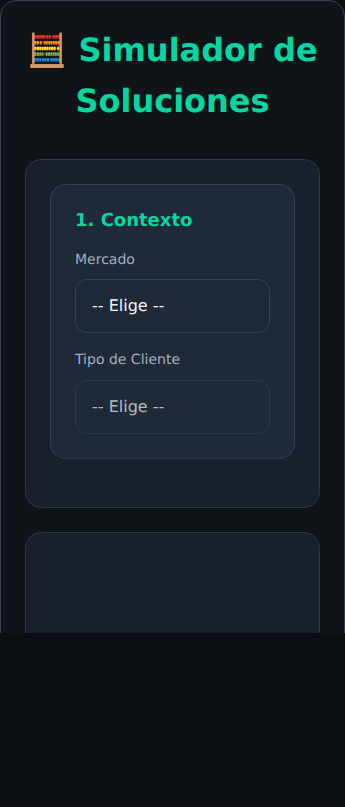 🧮 Simulador de
Soluciones
1. Contexto
Mercado
-- Elige --
Tipo de Cliente
-- Elige --